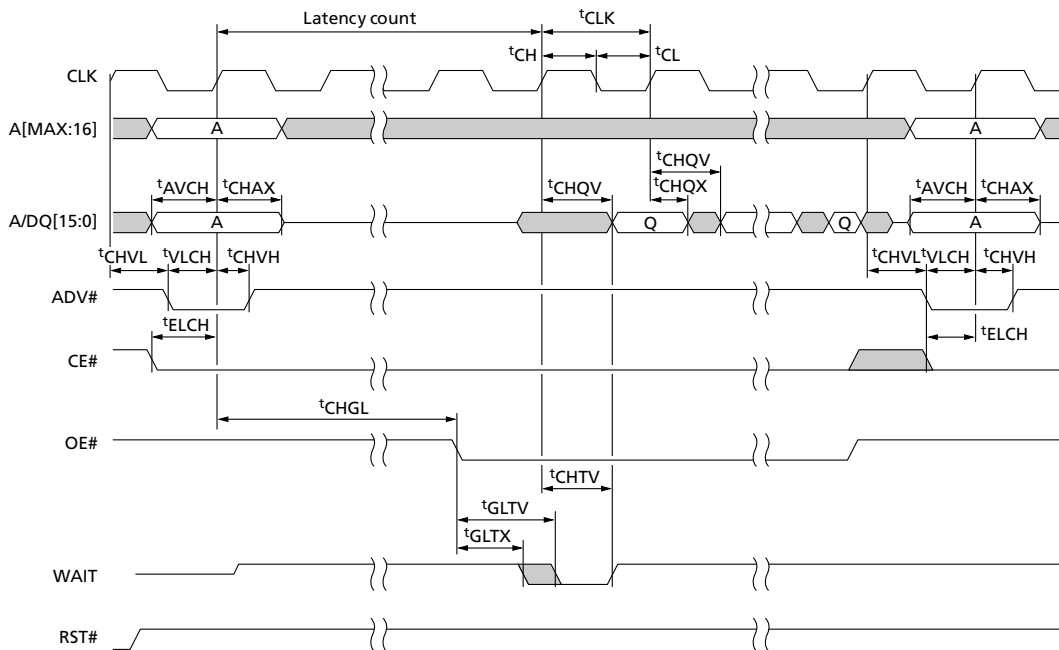 Latency count
tCLK
tCH
tCL
CLK
A[MAX:16]
A
A
tCHQV
tAVCH
tCHAX
tCHQV
tCHQX
tAVCH
tCHAX
A/DQ[15:0]
A
Q
Q
A
tCHVL
tVLCH
tCHVH
tCHVL
tVLCH
tCHVH
ADV#
tELCH
tELCH
CE#
tCHGL
OE#
tCHTV
tGLTV
tGLTX
WAIT
RST#